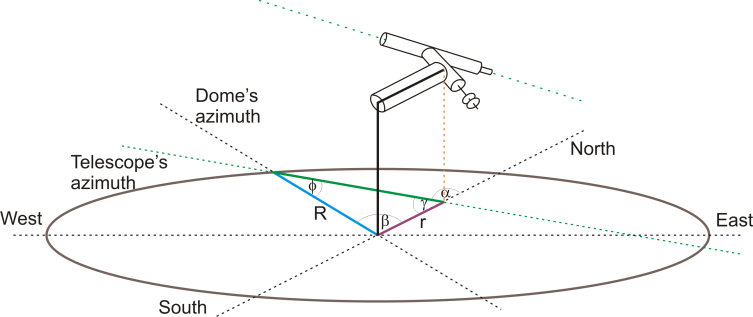 Dome's
azimuth
North
Telescope's
azimuth
ϕ
α
γ
R
β
r
West
East
South